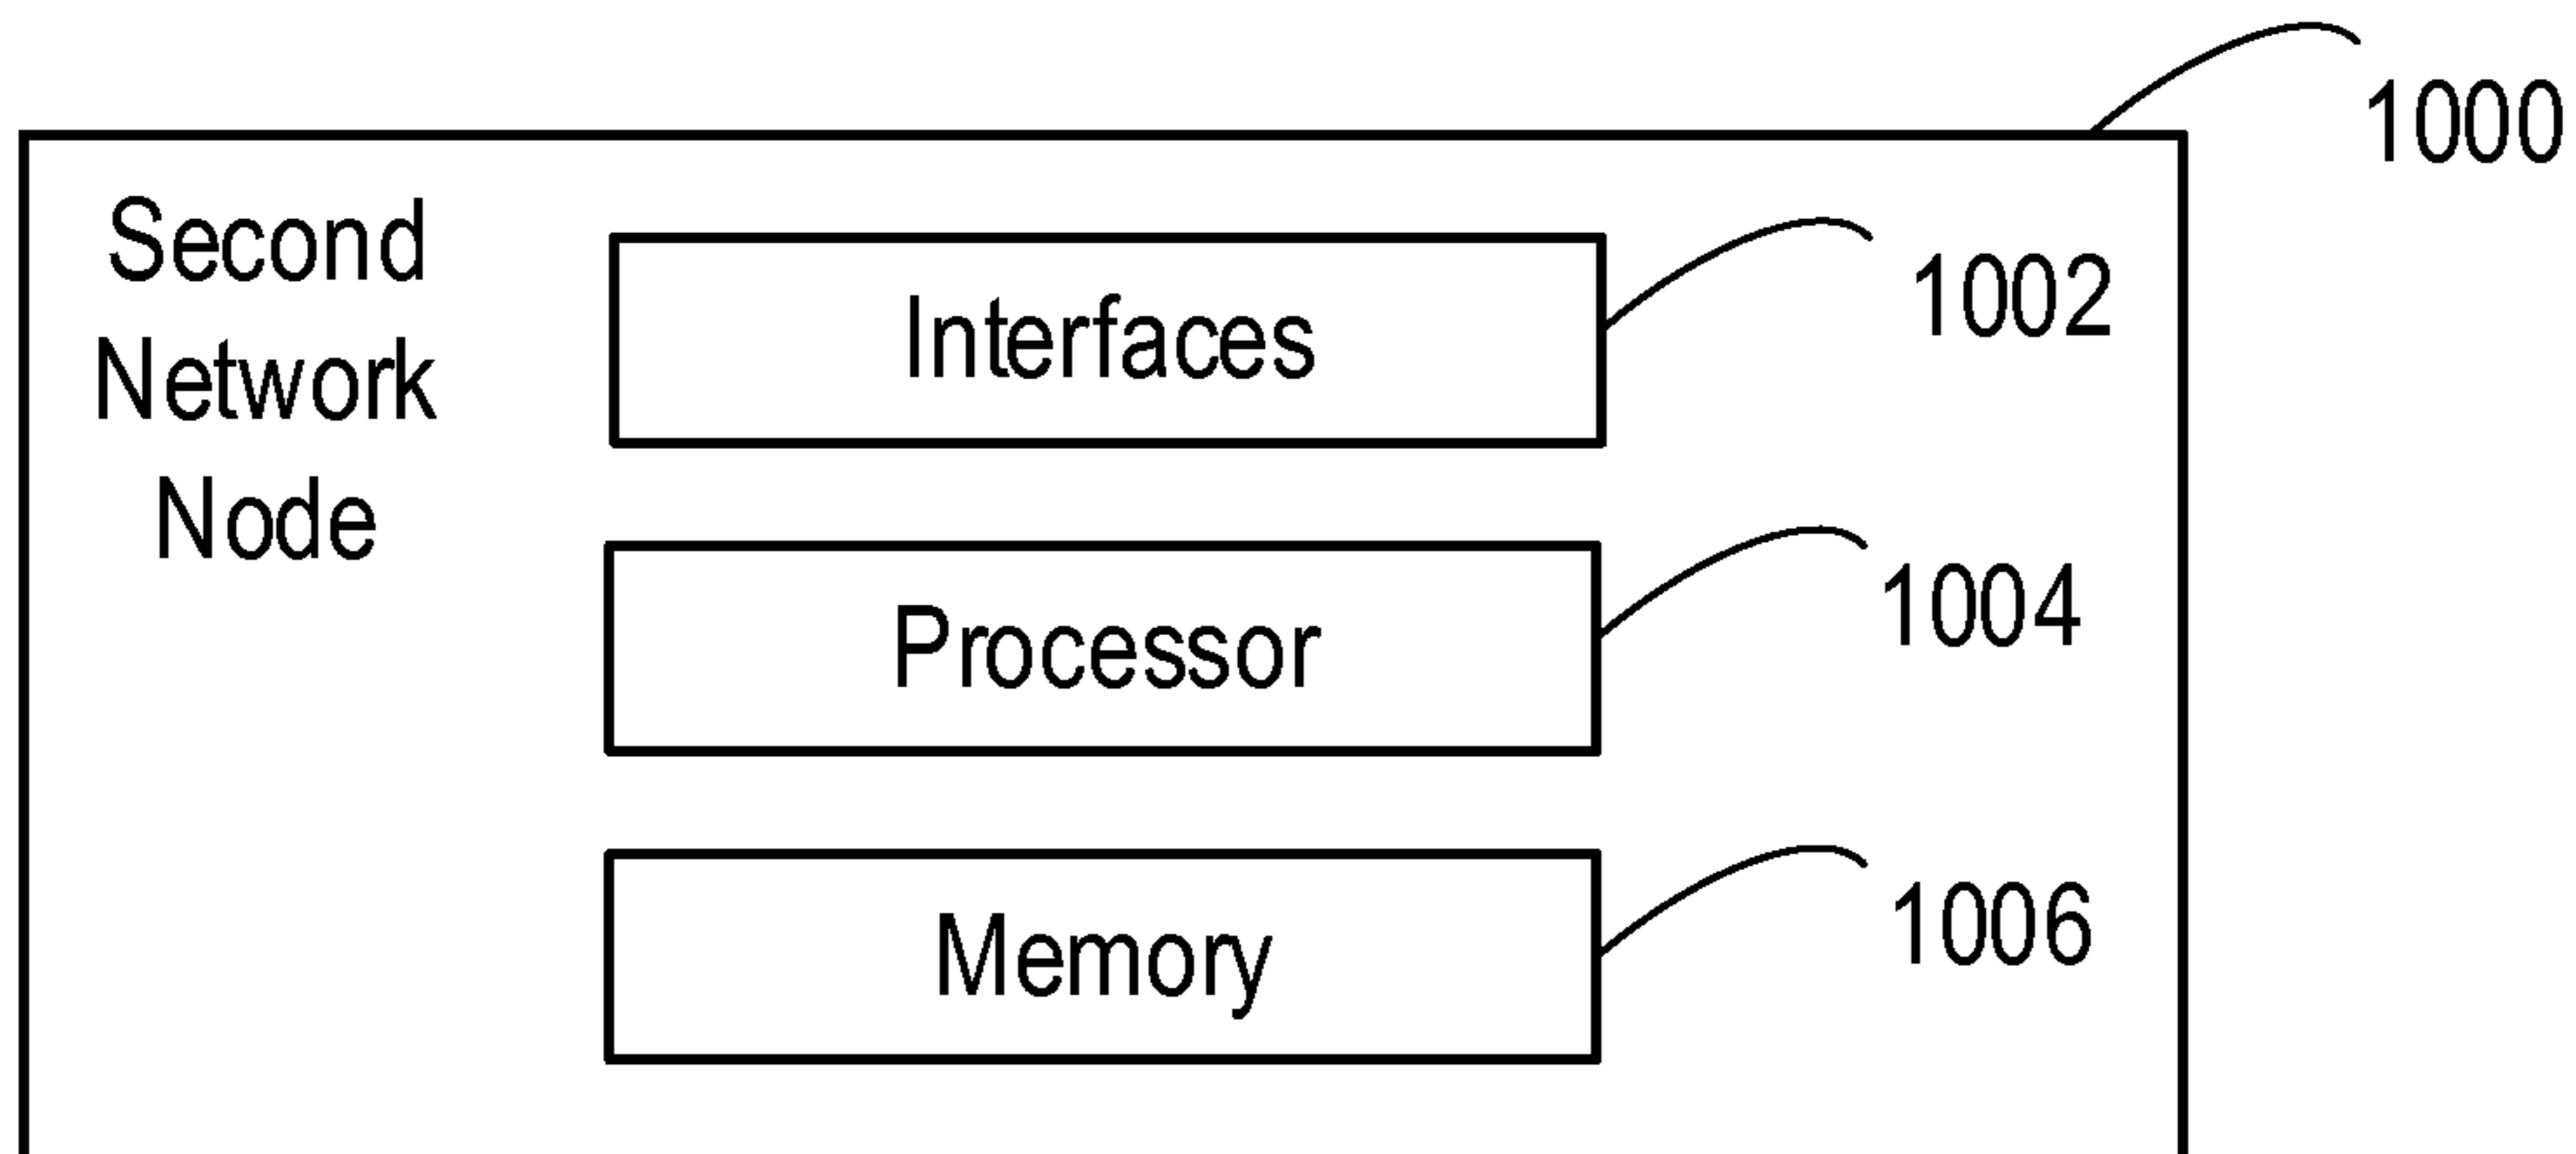 1000
Second
Network
Node
Interfaces
1002
Processor
1004
Memory
1006